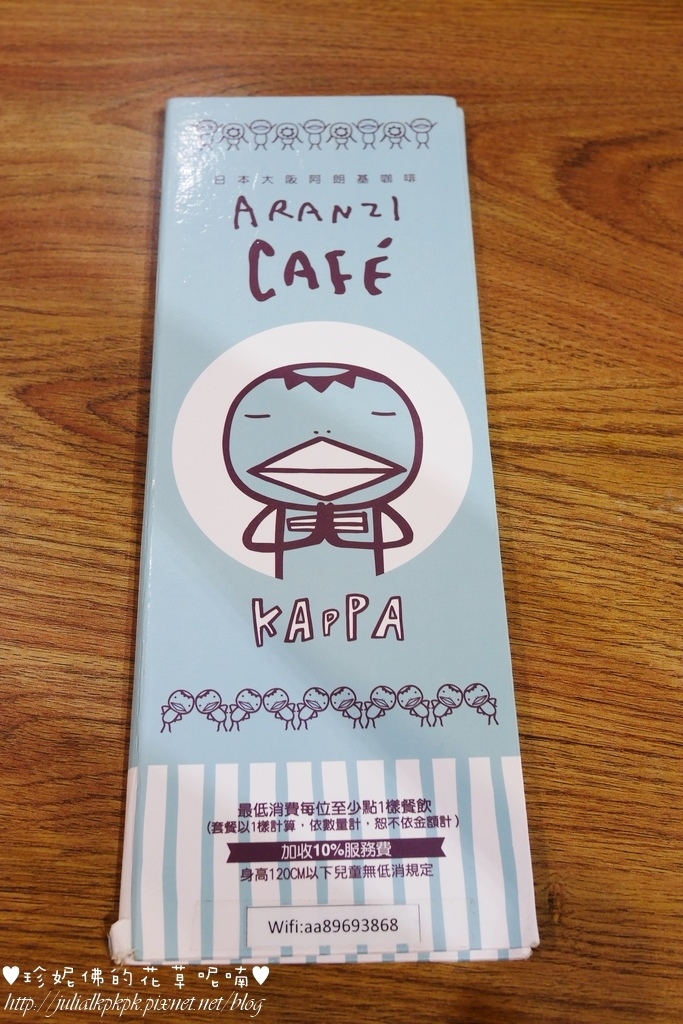 日本大阪阿朗基咖啡
ARANZI
CAFÉ
KAPPA
最低消費每位至少點1樣餐飲
(套餐以1樣計算，依數量計，恕不依金額計)
加收10%服務費
身高120CM以下兒童無低消規定
Wifi:aa89693868
♥珍妮佛的花草呢喃♥
http://julialkpkpk.pixnet.net/blog